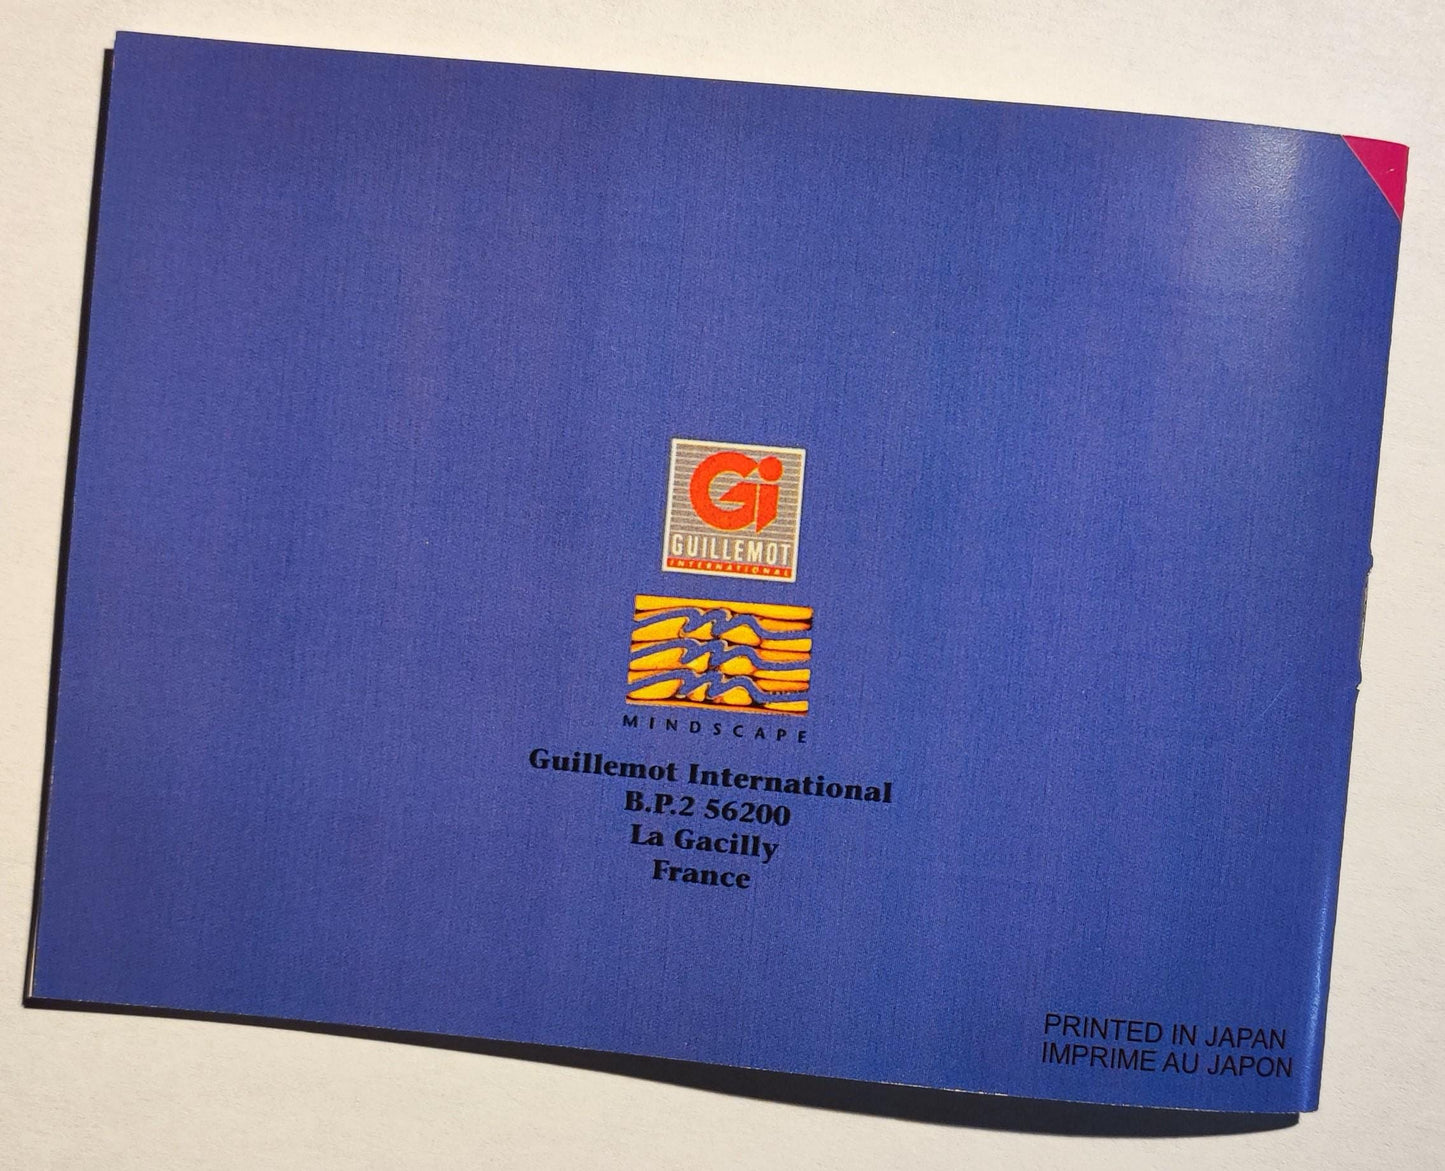 Gi
GUILLEMOT
INTERNATIONAL
MINDSCAPE
Guillemot International
B.P.2 56200
La Gacilly
France
PRINTED IN JAPAN
IMPRIME AU JAPON